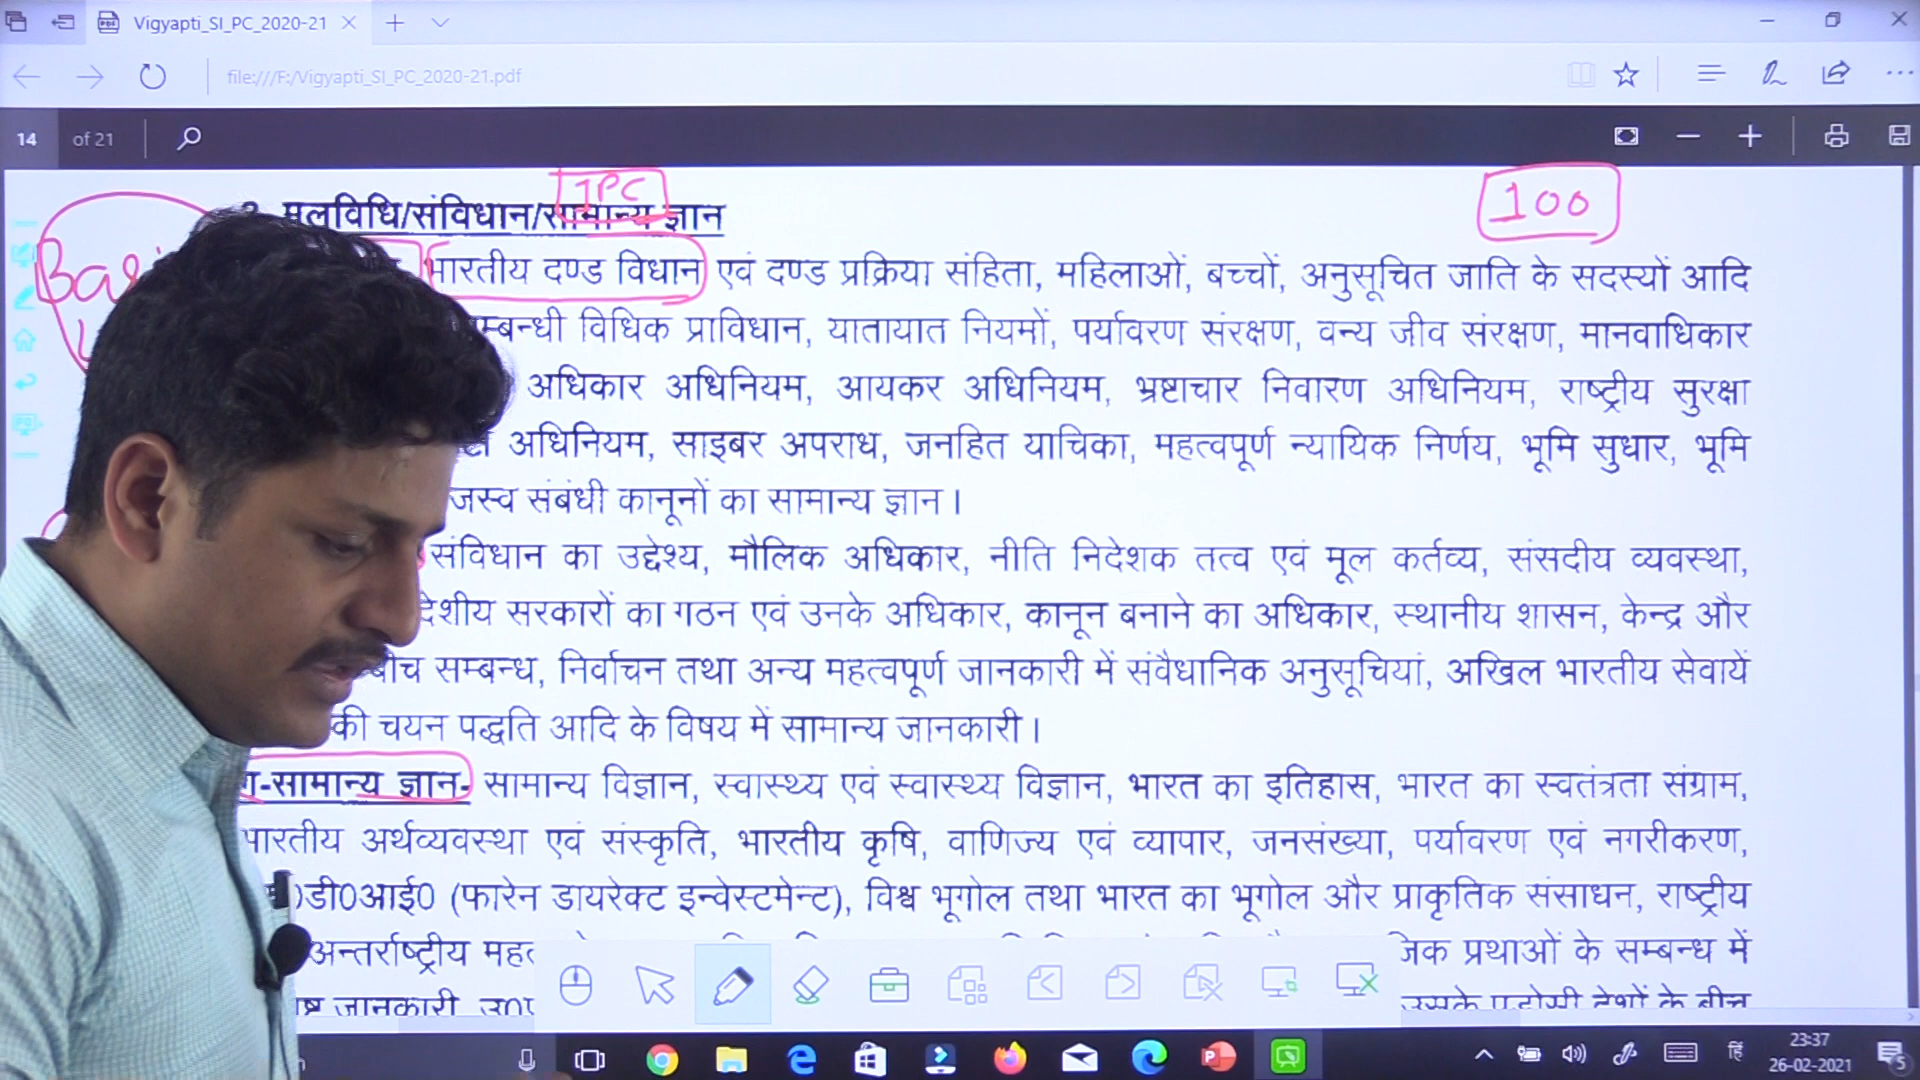 Vigyapti_SI_PC_2020-21
file:///F:/Vigyapti_SI_PC_2020-21.pdf
14 of 21
IPC
100
मूलविधि/संविधान/सामान्य ज्ञान
भारतीय दण्ड विधान एवं दण्ड प्रक्रिया संहिता, महिलाओं, बच्चों, अनुसूचित जाति के सदस्यों आदि
म्बन्धी विधिक प्राविधान, यातायात नियमों, पर्यावरण संरक्षण, वन्य जीव संरक्षण, मानवाधिकार
अधिकार अधिनियम, आयकर अधिनियम, भ्रष्टाचार निवारण अधिनियम, राष्ट्रीय सुरक्षा
अधिनियम, साइबर अपराध, जनहित याचिका, महत्वपूर्ण न्यायिक निर्णय, भूमि सुधार, भूमि
जस्व संबंधी कानूनों का सामान्य ज्ञान।
संविधान का उद्देश्य, मौलिक अधिकार, नीति निदेशक तत्व एवं मूल कर्तव्य, संसदीय व्यवस्था,
देशीय सरकारों का गठन एवं उनके अधिकार, कानून बनाने का अधिकार, स्थानीय शासन, केन्द्र और
बीच सम्बन्ध, निर्वाचन तथा अन्य महत्वपूर्ण जानकारी में संवैधानिक अनुसूचियां, अखिल भारतीय सेवायें
की चयन पद्धति आदि के विषय में सामान्य जानकारी।
ग-सामान्य ज्ञान- सामान्य विज्ञान, स्वास्थ्य एवं स्वास्थ्य विज्ञान, भारत का इतिहास, भारत का स्वतंत्रता संग्राम,
भारतीय अर्थव्यवस्था एवं संस्कृति, भारतीय कृषि, वाणिज्य एवं व्यापार, जनसंख्या, पर्यावरण एवं नगरीकरण,
डी0आई0 (फारेन डायरेक्ट इन्वेस्टमेन्ट), विश्व भूगोल तथा भारत का भूगोल और प्राकृतिक संसाधन, राष्ट्रीय
अन्तर्राष्ट्रीय जिक प्रथाओं के सम्बन्ध में
जानकारी उसके पड़ोसी देशों के बीच
हिं
23:37
26-02-2021
5